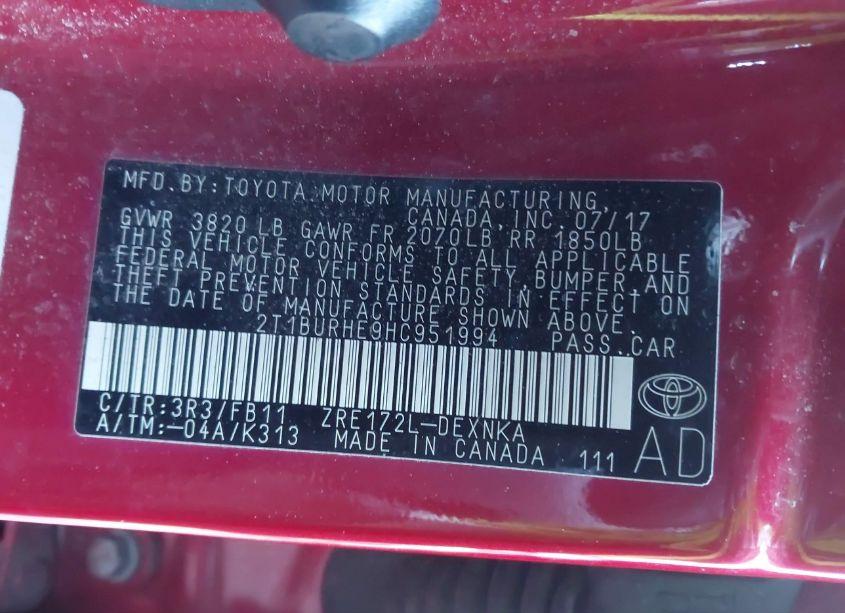 MFD. BY: TOYOTA MOTOR MANUFACTURING,
CANADA, INC. 07/17
GVWR 3820 LB GAWR FR 2070LB RR 1850LB
THIS VEHICLE CONFORMS TO ALL APPLICABLE
FEDERAL MOTOR VEHICLE SAFETY, BUMPER, AND
THEFT PREVENTION STANDARDS IN EFFECT ON
THE DATE OF MANUFACTURE SHOWN ABOVE.
2T1BURHE9HC951994 PASS. CAR
C/TR: 3R3/FB11 ZRE172L-DEXNKA
A/TM: -04A/K313 MADE IN CANADA 111
AD